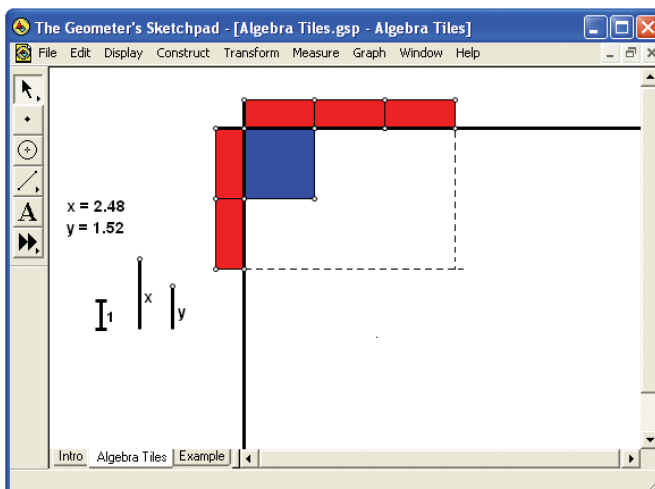 The Geometer's Sketchpad - [Algebra Tiles.gsp - Algebra Tiles]
File Edit Display Construct Transform Measure Graph Window Help
A
x = 2.48
y = 1.52
1
x
y
Intro Algebra Tiles Example